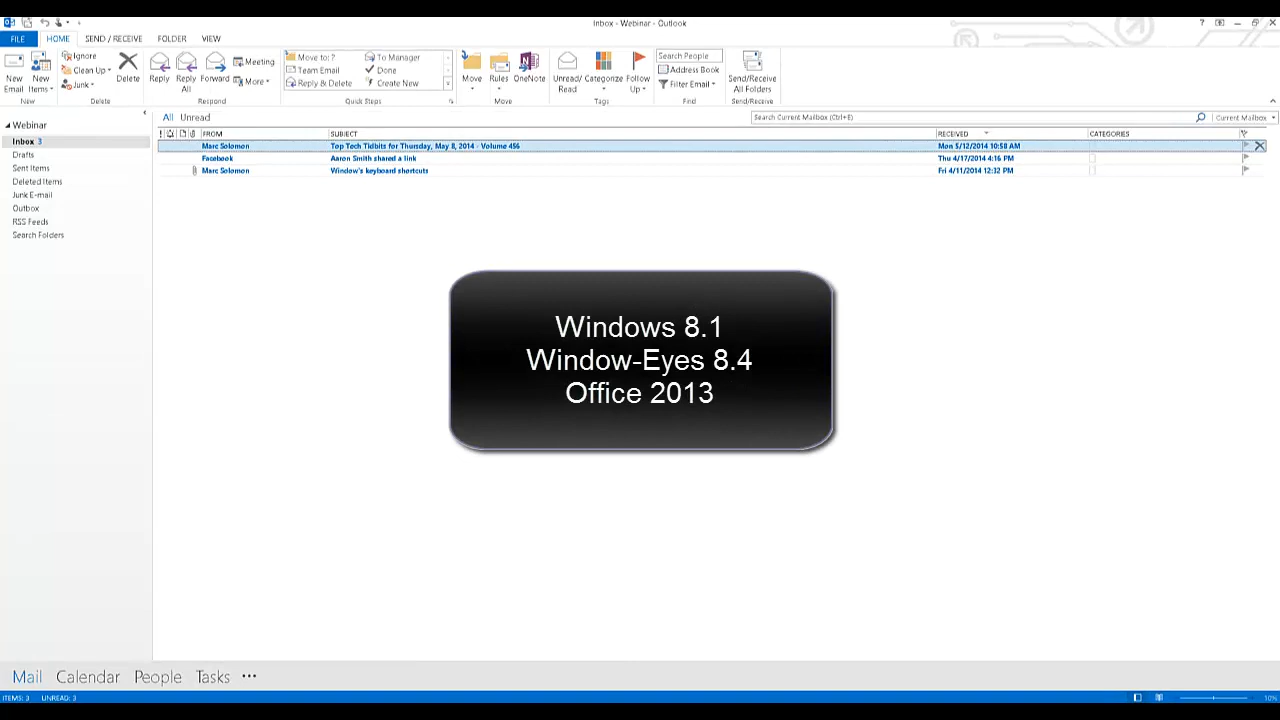 Inbox - Webinar - Outlook
FILE HOME SEND / RECEIVE FOLDER VIEW
New Email
New Items
Ignore
Clean Up
Junk
Delete
Reply
Reply All
Forward
Meeting
More
Move to: ?
Team Email
Reply & Delete
To Manager
Done
Create New
Move
Rules
OneNote
Unread/ Read
Categorize
Follow Up
Search People
Address Book
Filter Email
Send/Receive All Folders
New Delete Respond Quick Steps Move Tags Find Send/Receive
All Unread
Search Current Mailbox (Ctrl+E)
Current Mailbox
Webinar
Inbox 3
Drafts
Sent Items
Deleted Items
Junk E-mail
Outbox
RSS Feeds
Search Folders
FROM SUBJECT RECEIVED CATEGORIES
Marc Solomon Top Tech Tidbits for Thursday, May 8, 2014 - Volume 456 Mon 5/12/2014 10:58 AM
Facebook Aaron Smith shared a link Thu 4/17/2014 4:16 PM
Marc Solomon Window's keyboard shortcuts Fri 4/11/2014 12:32 PM
Windows 8.1
Window-Eyes 8.4
Office 2013
Mail Calendar People Tasks •••
ITEMS: 3 UNREAD: 3
10%